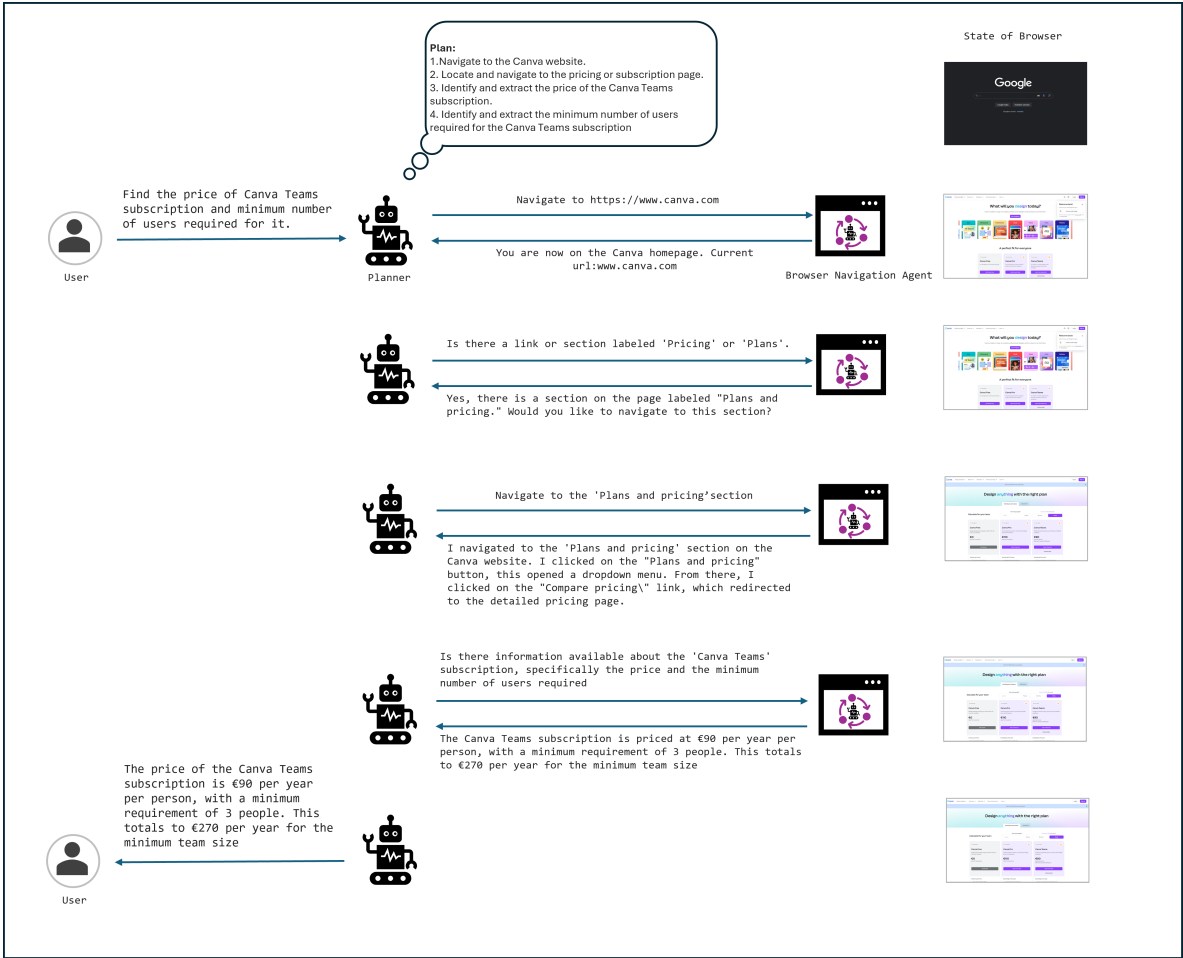 State of Browser
Plan:
1.Navigate to the Canva website.
2. Locate and navigate to the pricing or subscription page.
3. Identify and extract the price of the Canva Teams
subscription.
4. Identify and extract the minimum number of users
required for the Canva Teams subscription
Google
Find the price of Canva Teams
subscription and minimum number
of users required for it.
User
Planner
Navigate to https://www.canva.com
You are now on the Canva homepage. Current
url:www.canva.com
Browser Navigation Agent
What will you design today?
A perfect fit for everyone
Is there a link or section labeled 'Pricing' or 'Plans'.
Yes, there is a section on the page labeled "Plans and
pricing." Would you like to navigate to this section?
What will you design today?
A perfect fit for everyone
Navigate to the 'Plans and pricing’section
I navigated to the 'Plans and pricing' section on the
Canva website. I clicked on the "Plans and pricing"
button, this opened a dropdown menu. From there, I
clicked on the "Compare pricing\" link, which redirected
to the detailed pricing page.
Design anything with the right plan
Is there information available about the 'Canva Teams'
subscription, specifically the price and the minimum
number of users required
The Canva Teams subscription is priced at €90 per year per
person, with a minimum requirement of 3 people. This totals
to €270 per year for the minimum team size
Design anything with the right plan
The price of the Canva Teams
subscription is €90 per year
per person, with a minimum
requirement of 3 people. This
totals to €270 per year for the
minimum team size
User
Design anything with the right plan